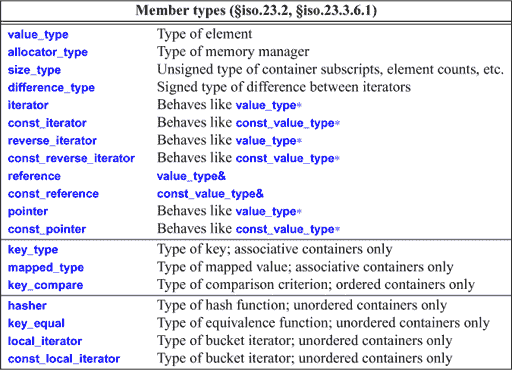 Member types (§iso.23.2, §iso.23.3.6.1)
value_type Type of element
allocator_type Type of memory manager
size_type Unsigned type of container subscripts, element counts, etc.
difference_type Signed type of difference between iterators
iterator Behaves like value_type*
const_iterator Behaves like const_value_type*
reverse_iterator Behaves like value_type*
const_reverse_iterator Behaves like const_value_type*
reference value_type&
const_reference const_value_type&
pointer Behaves like value_type*
const_pointer Behaves like const_value_type*
key_type Type of key; associative containers only
mapped_type Type of mapped value; associative containers only
key_compare Type of comparison criterion; ordered containers only
hasher Type of hash function; unordered containers only
key_equal Type of equivalence function; unordered containers only
local_iterator Type of bucket iterator; unordered containers only
const_local_iterator Type of bucket iterator; unordered containers only